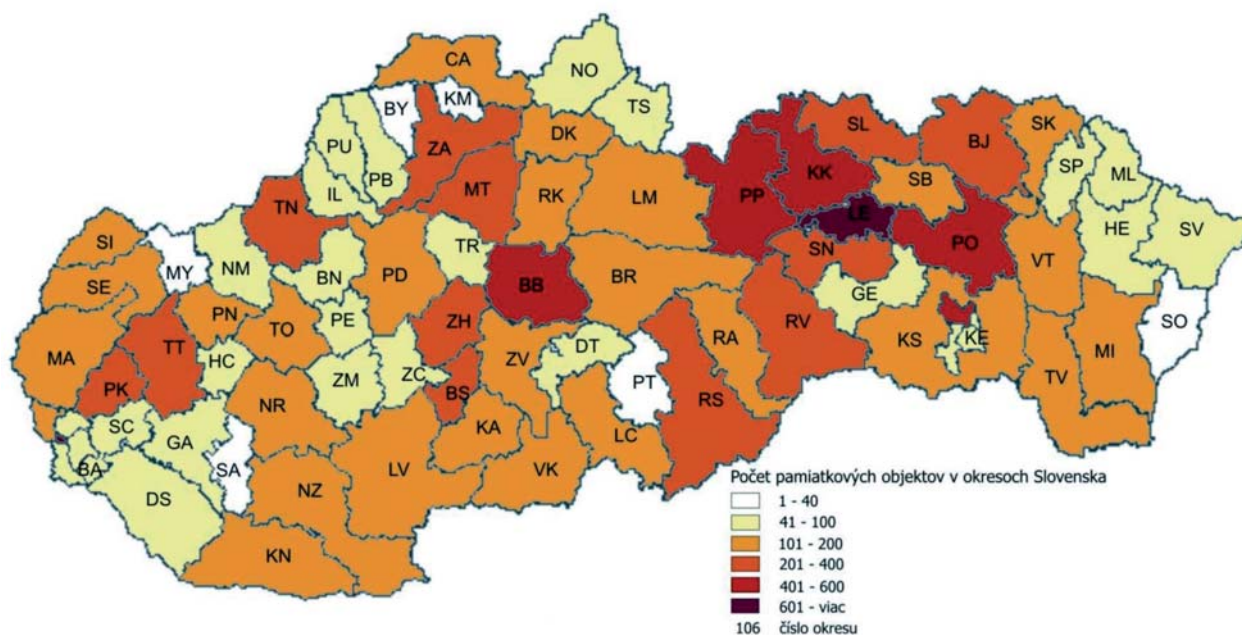 CA
NO
BY
KM
TS
SL
BJ
SK
PU
ZA
DK
SP
ML
PB
KK
SB
IL
MT
RK
LM
PP
LE
TN
HE
SV
SI
TR
PO
MY
NM
BN
PD
SN
VT
SE
BB
BR
GE
PN
TO
PE
ZH
RV
SO
MA
TT
HC
ZV
DT
RA
KS
KE
MI
PK
ZM
ZC
BS
PT
TV
NR
RS
SC
GA
KA
LC
BA
SA
LV
VK
DS
NZ
KN
Počet pamiatkových objektov v okresoch Slovenska
1 - 40
41 - 100
101 - 200
201 - 400
401 - 600
601 - viac
106 číslo okresu